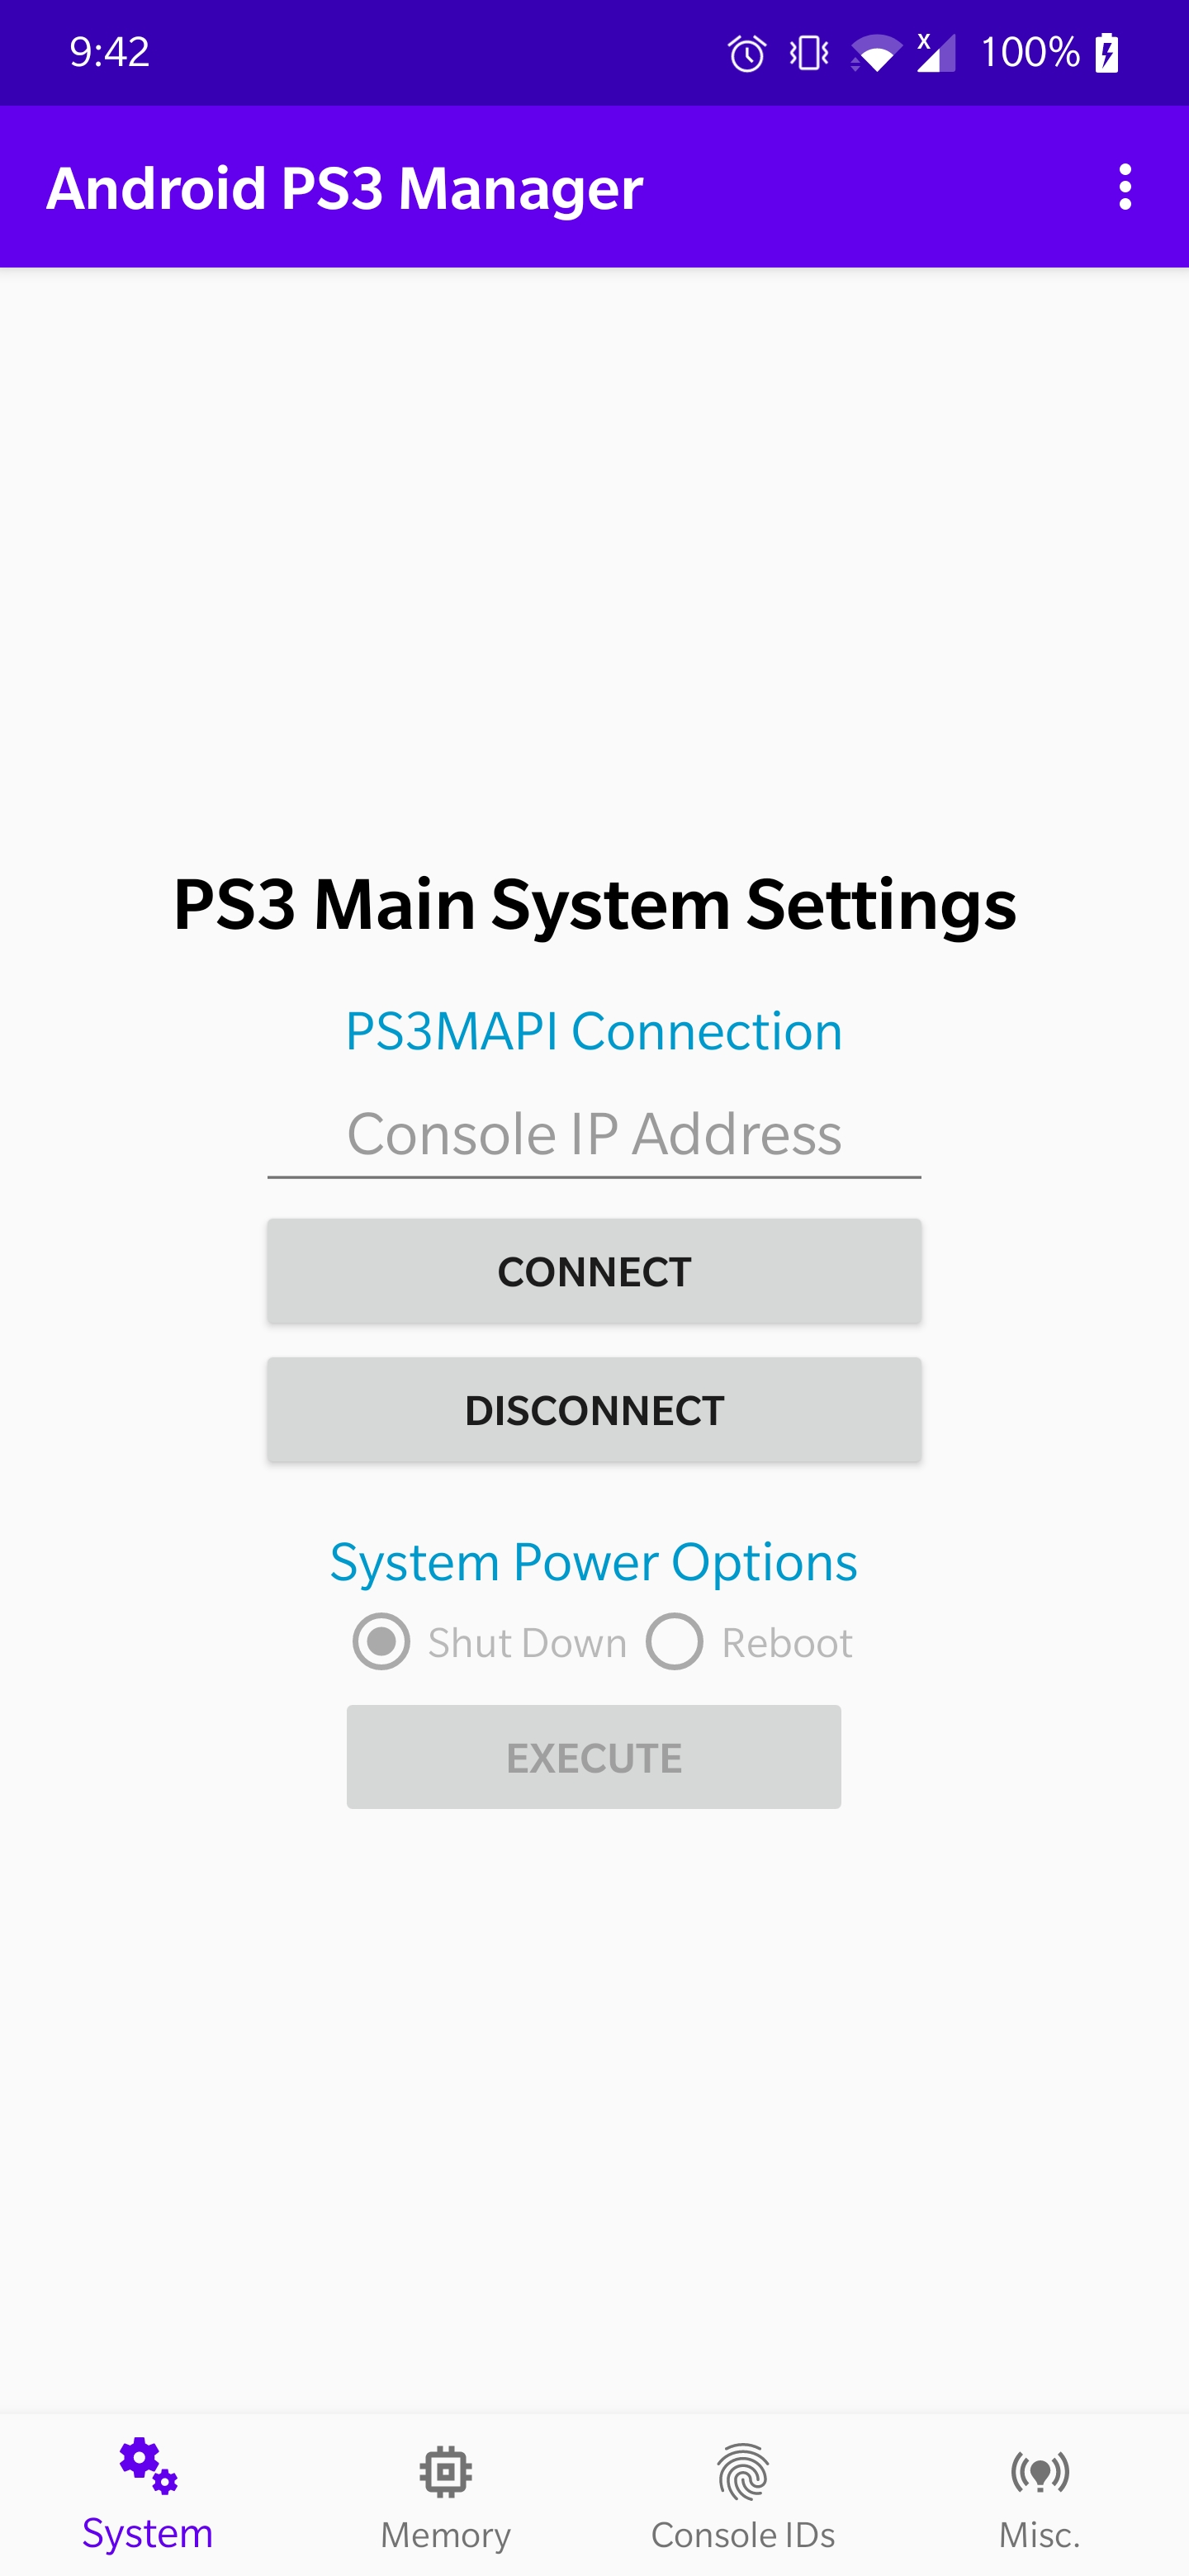 9:42 100%
Android PS3 Manager
PS3 Main System Settings
PS3MAPI Connection
Console IP Address
CONNECT
DISCONNECT
System Power Options
Shut Down Reboot
EXECUTE
System Memory Console IDs Misc.